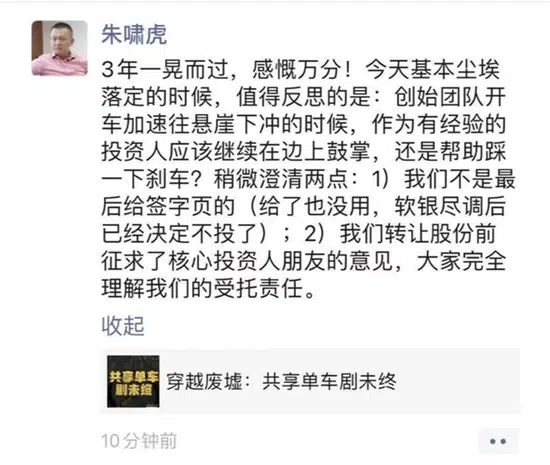 朱啸虎
3年一晃而过，感慨万分！今天基本尘埃
落定的时候，值得反思的是：创始团队开
车加速往悬崖下冲的时候，作为有经验的
投资人应该继续在边上鼓掌，还是帮助踩
一下刹车？稍微澄清两点：1）我们不是最
后给签字页的（给了也没用，软银尽调后
已经决定不投了）；2）我们转让股份前
征求了核心投资人朋友的意见，大家完全
理解我们的受托责任。
收起
共享单车
剧未终
穿越废墟：共享单车剧未终
10分钟前